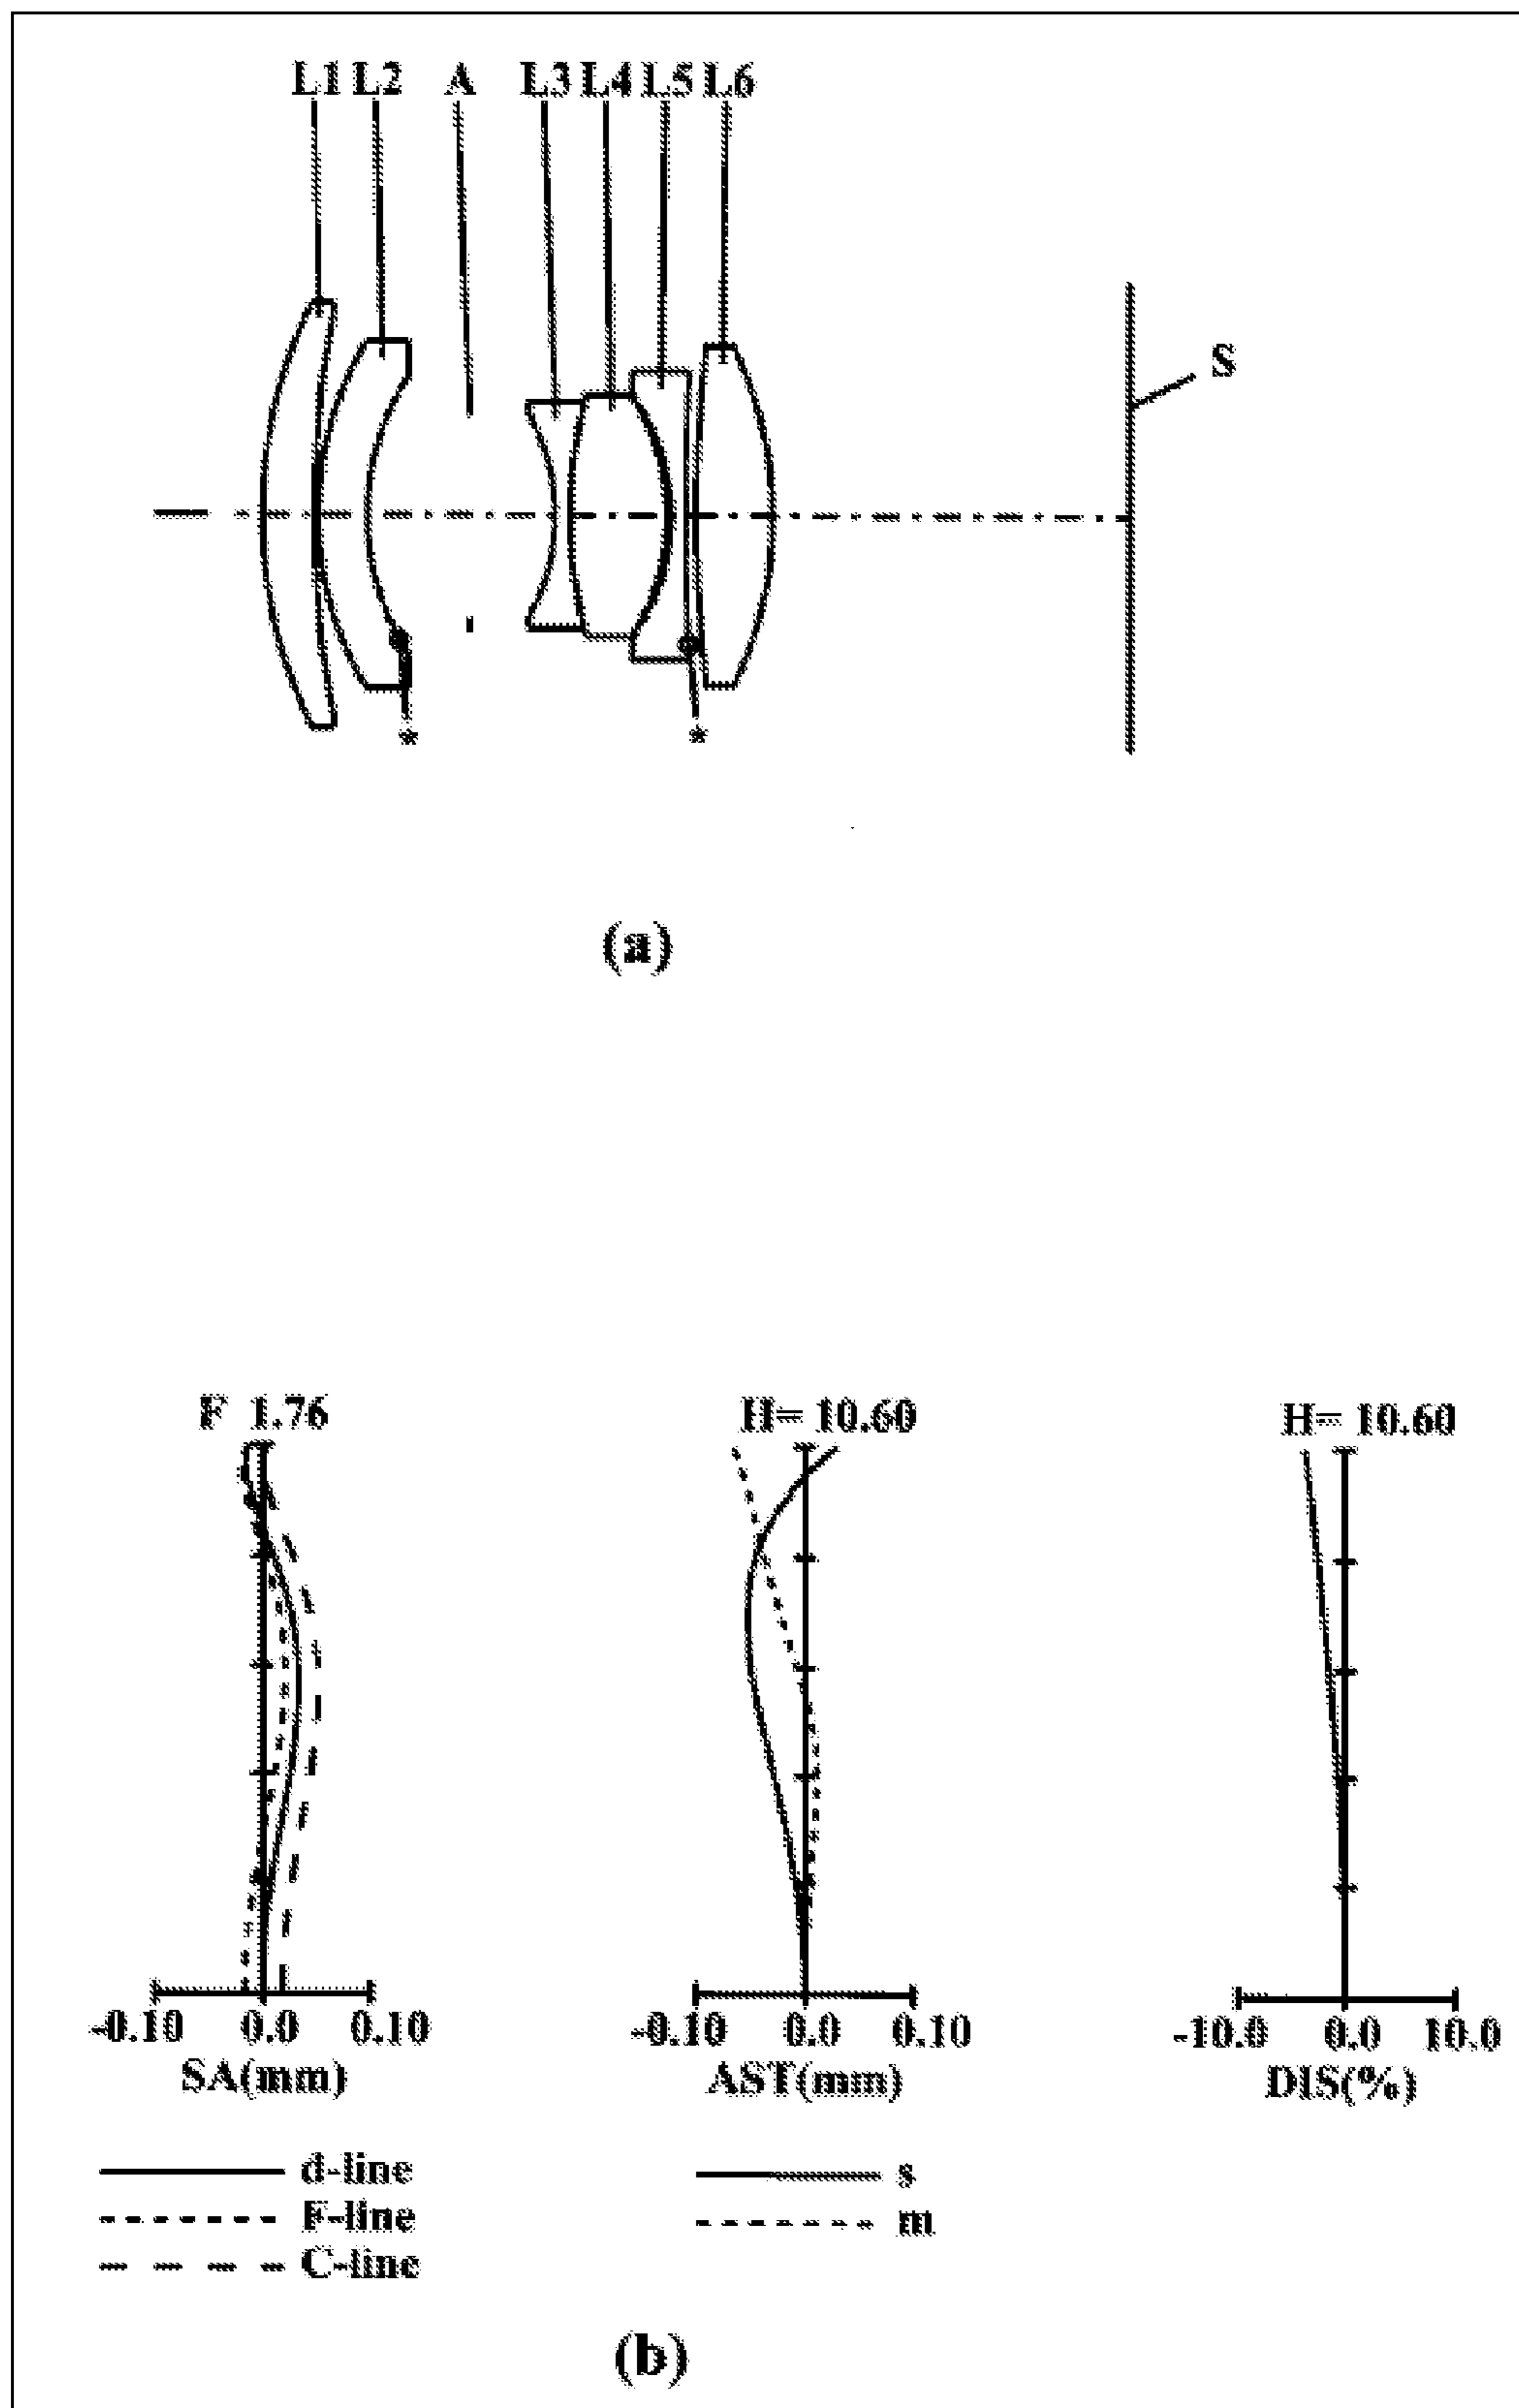 L1 L2 A L3 L4 L5 L6
S
* *
(a)
F 1.76 H= 10.60 H= 10.60
-0.10 0.0 0.10 -0.10 0.0 0.10 -10.0 0.0 10.0
SA(mm) AST(mm) DIS(%)
d-line s
F-line m
C-line
(b)